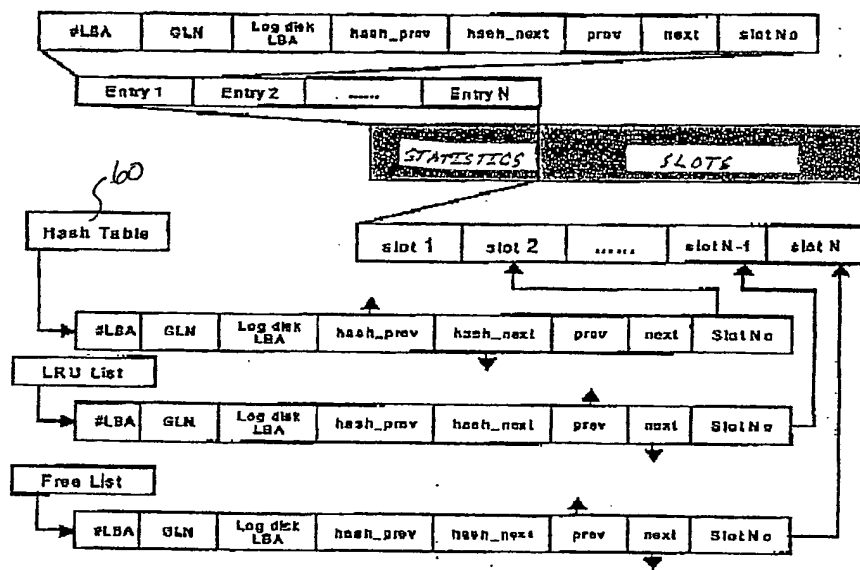 #LBA GLN Log disk LBA hash_prev hash_next prev next slot No
Entry 1 Entry 2 ...... Entry N
STATISTICS SLOTS
60
Hash Table
slot 1 slot 2 ...... slot N-1 slot N
#LBA GLN Log disk LBA hash_prev hash_next prev next Slot No
LRU List
#LBA GLN Log disk LBA hash_prev hash_next prev next Slot No
Free List
#LBA GLN Log disk LBA hash_prev hash_next prev next Slot No